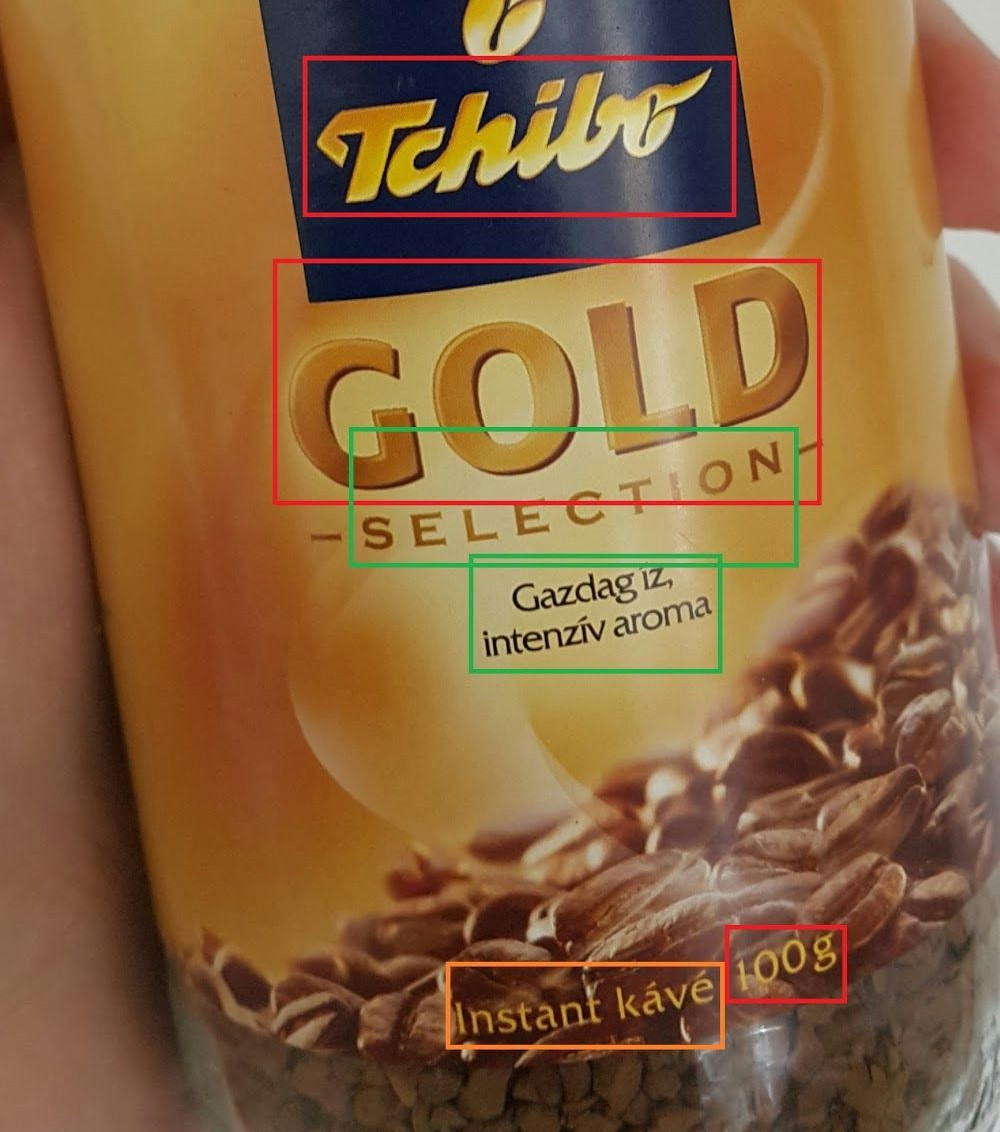 Tchibo
GOLD
-SELECTION-
Gazdag íz,
intenzív aroma
Instant kávé 100g